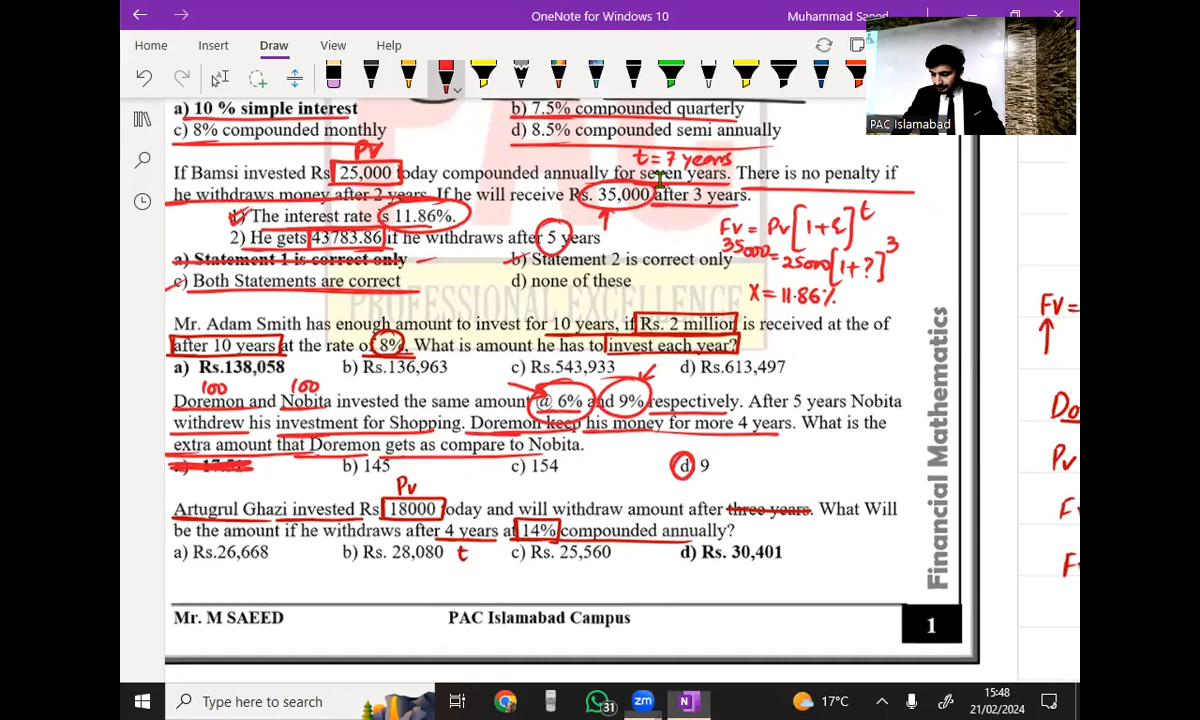 OneNote for Windows 10
Muhammad Saeed
Home Insert Draw View Help
PAC Islamabad
a) 10 % simple interest b) 7.5% compounded quarterly
c) 8% compounded monthly d) 8.5% compounded semi annually
PV
t = 7 years
If Bamsi invested Rs 25,000 today compounded annually for seven years. There is no penalty if
he withdraws money after 2 years. If he will receive Rs. 35,000 after 3 years.
The interest rate is 11.86%.
2) He gets 43783.86 if he withdraws after 5 years
a) Statement 1 is correct only b) Statement 2 is correct only
c) Both Statements are correct d) none of these
FV = PV[1+r]^t
35000 = 25000[1+?]^3
X = 11.86%
PROFESSIONAL EXCELLENCE
Mr. Adam Smith has enough amount to invest for 10 years, if Rs. 2 million is received at the of
after 10 years at the rate of 8%. What is amount he has to invest each year?
a) Rs.138,058 b) Rs.136,963 c) Rs.543,933 d) Rs.613,497
100 100
Doremon and Nobita invested the same amount @ 6% and 9% respectively. After 5 years Nobita
withdrew his investment for Shopping. Doremon keep his money for more 4 years. What is the
extra amount that Doremon gets as compare to Nobita.
b) 145 c) 154 d) 9
PV
Artugrul Ghazi invested Rs 18000 today and will withdraw amount after three years. What Will
be the amount if he withdraws after 4 years at 14% compounded annually?
a) Rs.26,668 b) Rs. 28,080 t c) Rs. 25,560 d) Rs. 30,401
Financial Mathematics
Mr. M SAEED PAC Islamabad Campus 1
FV =
Do
PV
F
F
Type here to search
31
zm
17°C
15:48
21/02/2024